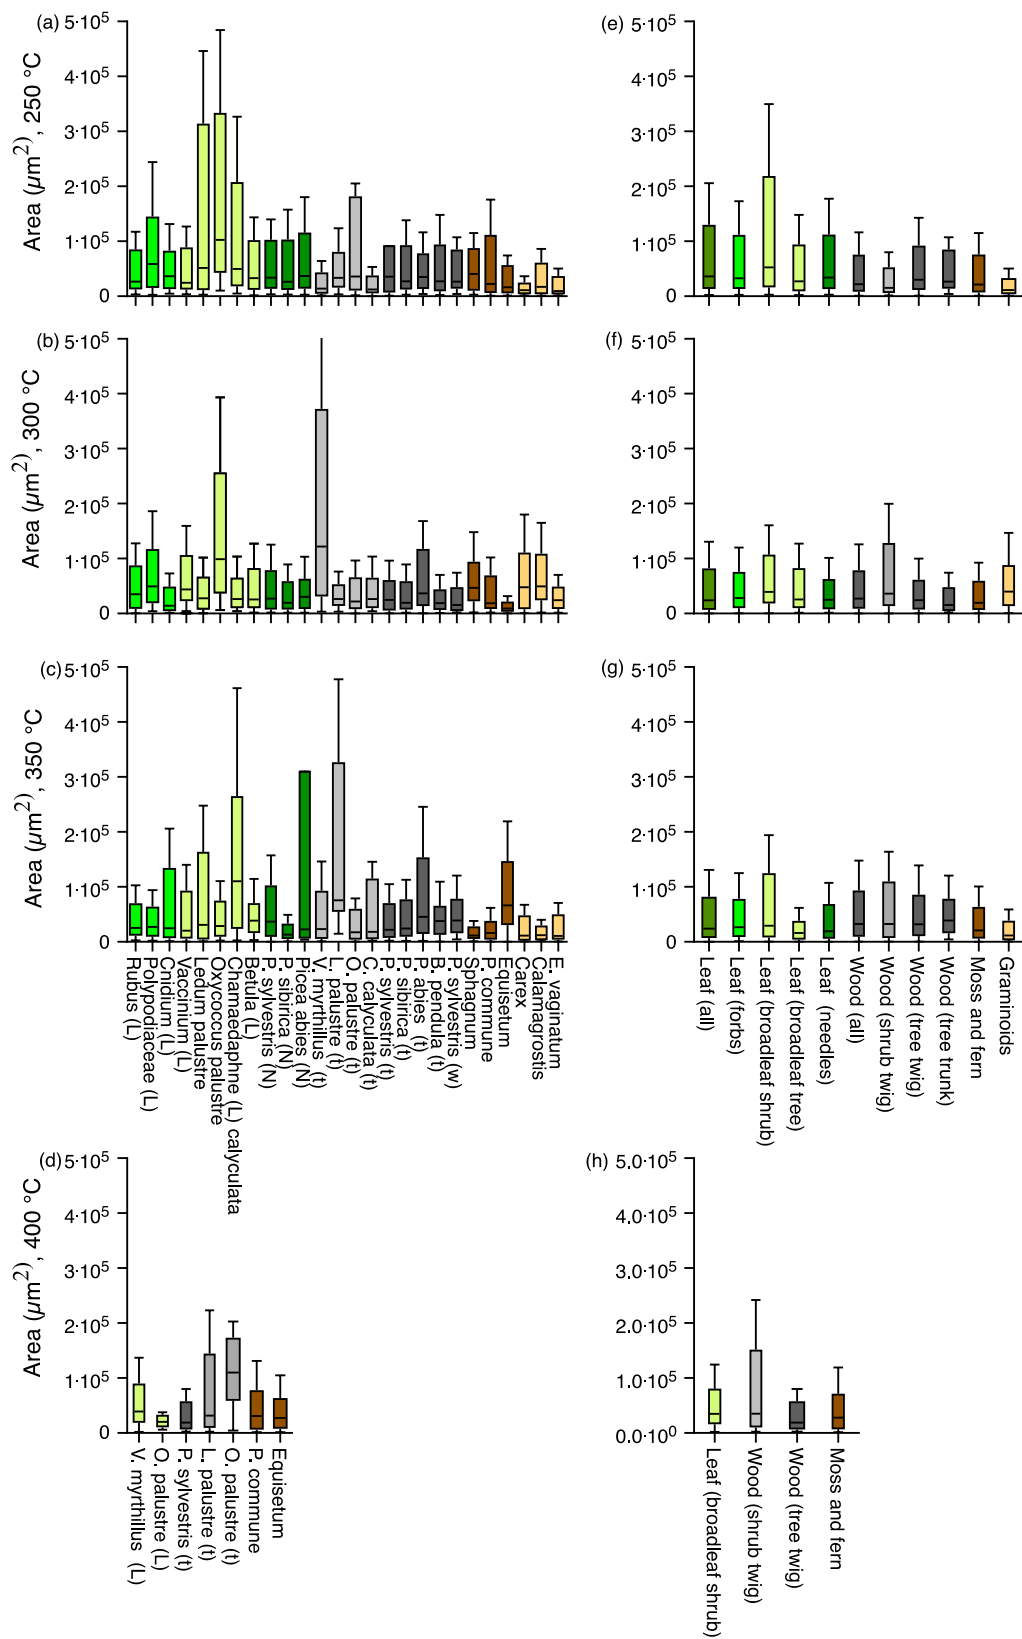 (a)
5·10⁵
4·10⁵
3·10⁵
2·10⁵
1·10⁵
0
Area (µm²), 250 °C
(e)
5·10⁵
4·10⁵
3·10⁵
2·10⁵
1·10⁵
0
(b)
5·10⁵
4·10⁵
3·10⁵
2·10⁵
1·10⁵
0
Area (µm²), 300 °C
(f)
5·10⁵
4·10⁵
3·10⁵
2·10⁵
1·10⁵
0
(c)
5·10⁵
4·10⁵
3·10⁵
2·10⁵
1·10⁵
0
Area (µm²), 350 °C
Rubus (L)
Polypodiaceae (L)
Cnidium (L)
Vaccinium (L)
Ledum palustre
Oxycoccus palustre
Chamaedaphne (L) calyculata
Betula (L)
P. sylvestris (N)
P. sibirica (N)
Picea abies (N)
V. myrthilus (t)
L. palustre (t)
O. palustre (t)
C. calyculata (t)
P. sylvestris (t)
P. sibirica (t)
P. abies (t)
B. pendula (t)
P. sylvestris (w)
Sphagnum
P. commune
Equisetum
Carex
Calamagrostis
E. vaginatum
(g)
5·10⁵
4·10⁵
3·10⁵
2·10⁵
1·10⁵
0
Leaf (all)
Leaf (forbs)
Leaf (broadleaf shrub)
Leaf (broadleaf tree)
Leaf (needles)
Wood (all)
Wood (shrub twig)
Wood (tree twig)
Wood (tree trunk)
Moss and fern
Graminoids
(d)
5·10⁵
4·10⁵
3·10⁵
2·10⁵
1·10⁵
0
Area (µm²), 400 °C
V. myrthillus (L)
O. palustre (L)
P. sylvestris (t)
L. palustre (t)
O. palustre (t)
P. commune
Equisetum
(h)
5.0·10⁵
4.0·10⁵
3.0·10⁵
2.0·10⁵
1.0·10⁵
0.0·10⁰
Leaf (broadleaf shrub)
Wood (shrub twig)
Wood (tree twig)
Moss and fern